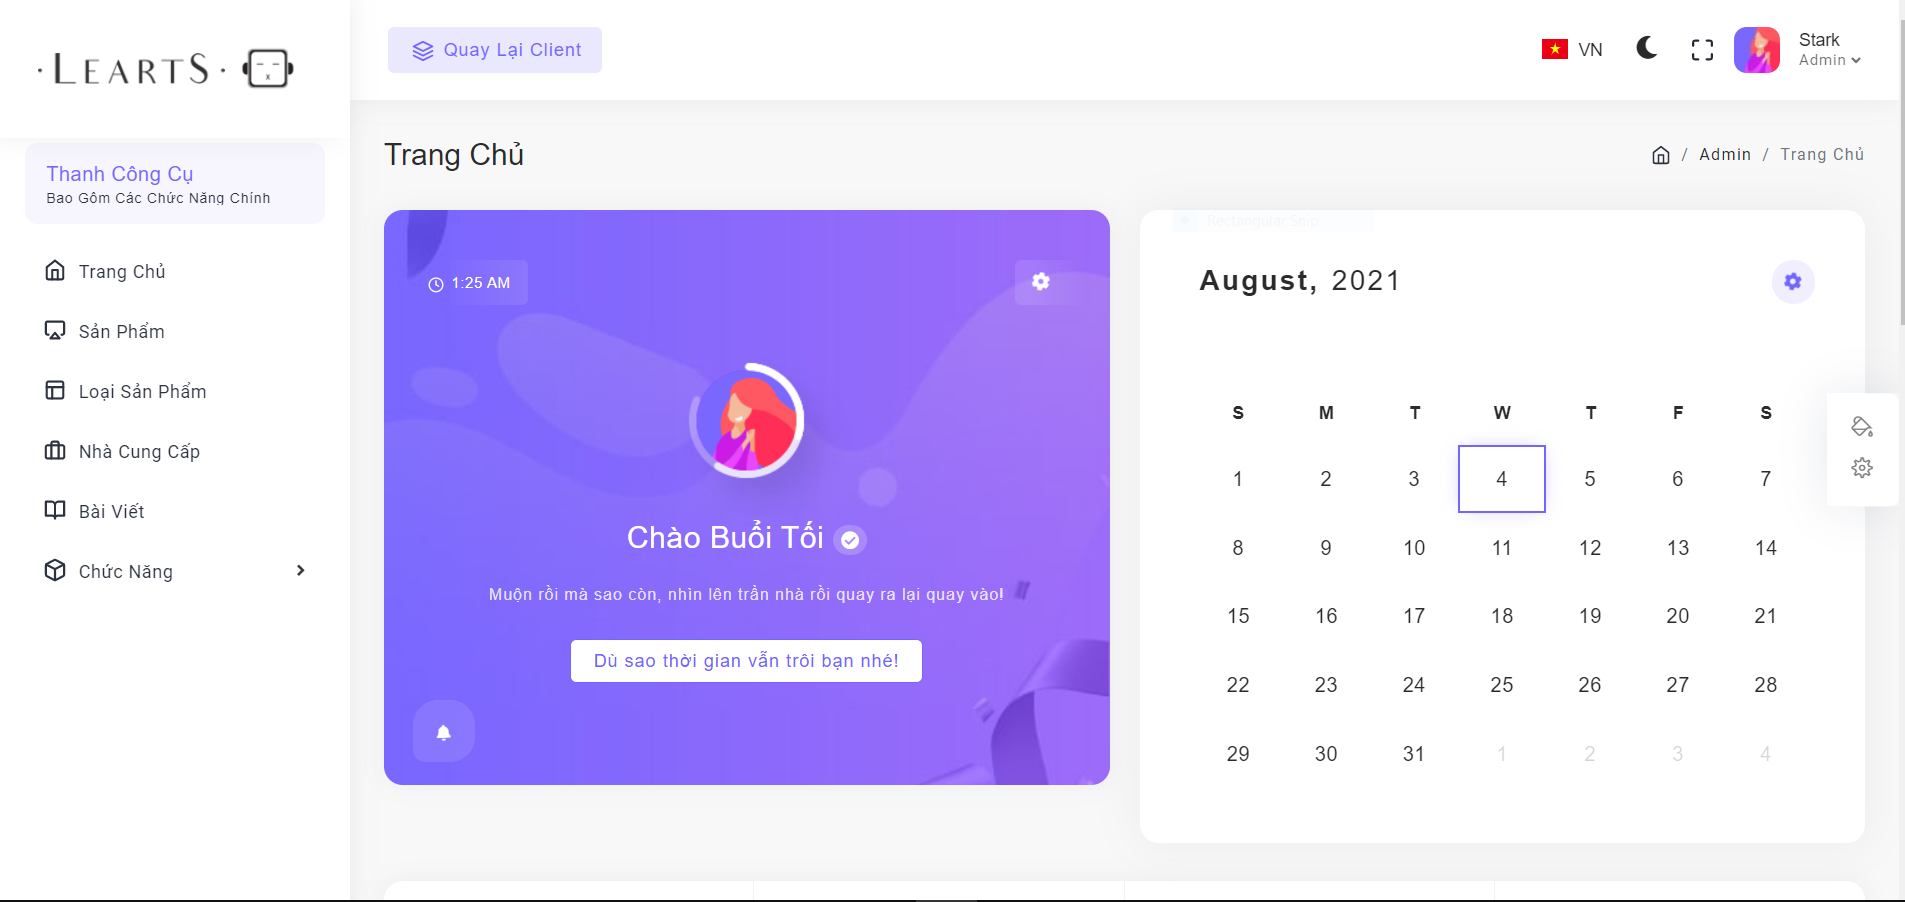 · LEARTS ·
x
Thanh Công Cụ
Bao Gồm Các Chức Năng Chính
Trang Chủ
Sản Phẩm
Loại Sản Phẩm
Nhà Cung Cấp
Bài Viết
Chức Năng
Quay Lại Client
VN
Stark
Admin
Trang Chủ
/ Admin / Trang Chủ
1:25 AM
Chào Buổi Tối
Muộn rồi mà sao còn, nhìn lên trần nhà rồi quay ra lại quay vào!
Dù sao thời gian vẫn trôi bạn nhé!
Rectangular Snip
August, 2021
S M T W T F S
1 2 3 4 5 6 7
8 9 10 11 12 13 14
15 16 17 18 19 20 21
22 23 24 25 26 27 28
29 30 31 1 2 3 4